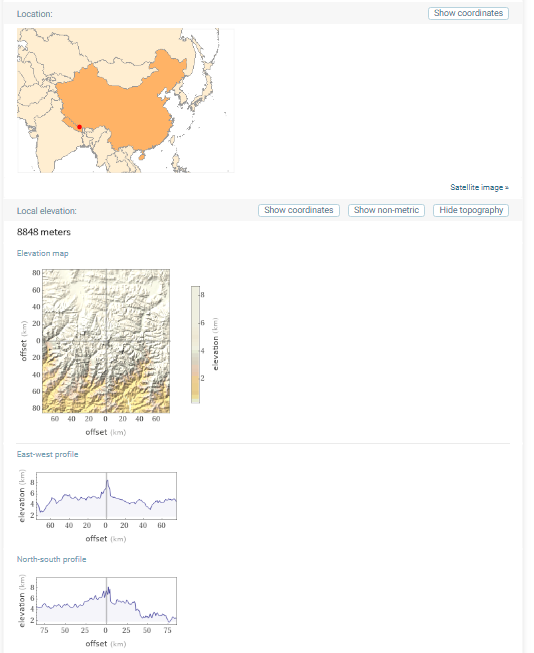 Location: Show coordinates
Satellite image »
Local elevation: Show coordinates Show non-metric Hide topography
8848 meters
Elevation map
80
60
40
20
0
20
40
60
80
offset (km)
60 40 20 0 20 40 60
offset (km)
8
6
4
2
elevation (km)
East-west profile
8
6
4
2
elevation (km)
60 40 20 0 20 40 60
offset (km)
North-south profile
8
6
4
2
elevation (km)
75 50 25 0 25 50 75
offset (km)